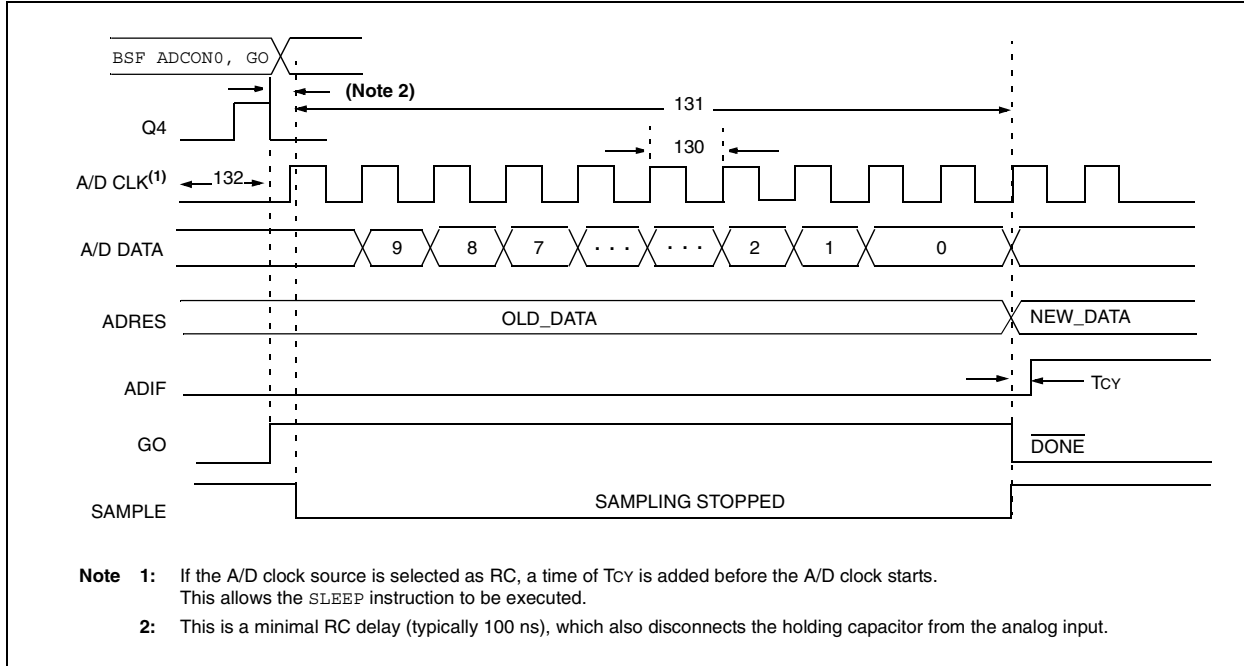 BSF ADCON0, GO
(Note 2)
131
Q4
130
A/D CLK(1)
132
A/D DATA
9 8 7 · · · · · · 2 1 0
ADRES
OLD_DATA
NEW_DATA
ADIF
TCY
GO
DONE
SAMPLE
SAMPLING STOPPED
Note 1: If the A/D clock source is selected as RC, a time of TCY is added before the A/D clock starts.
This allows the SLEEP instruction to be executed.
2: This is a minimal RC delay (typically 100 ns), which also disconnects the holding capacitor from the analog input.